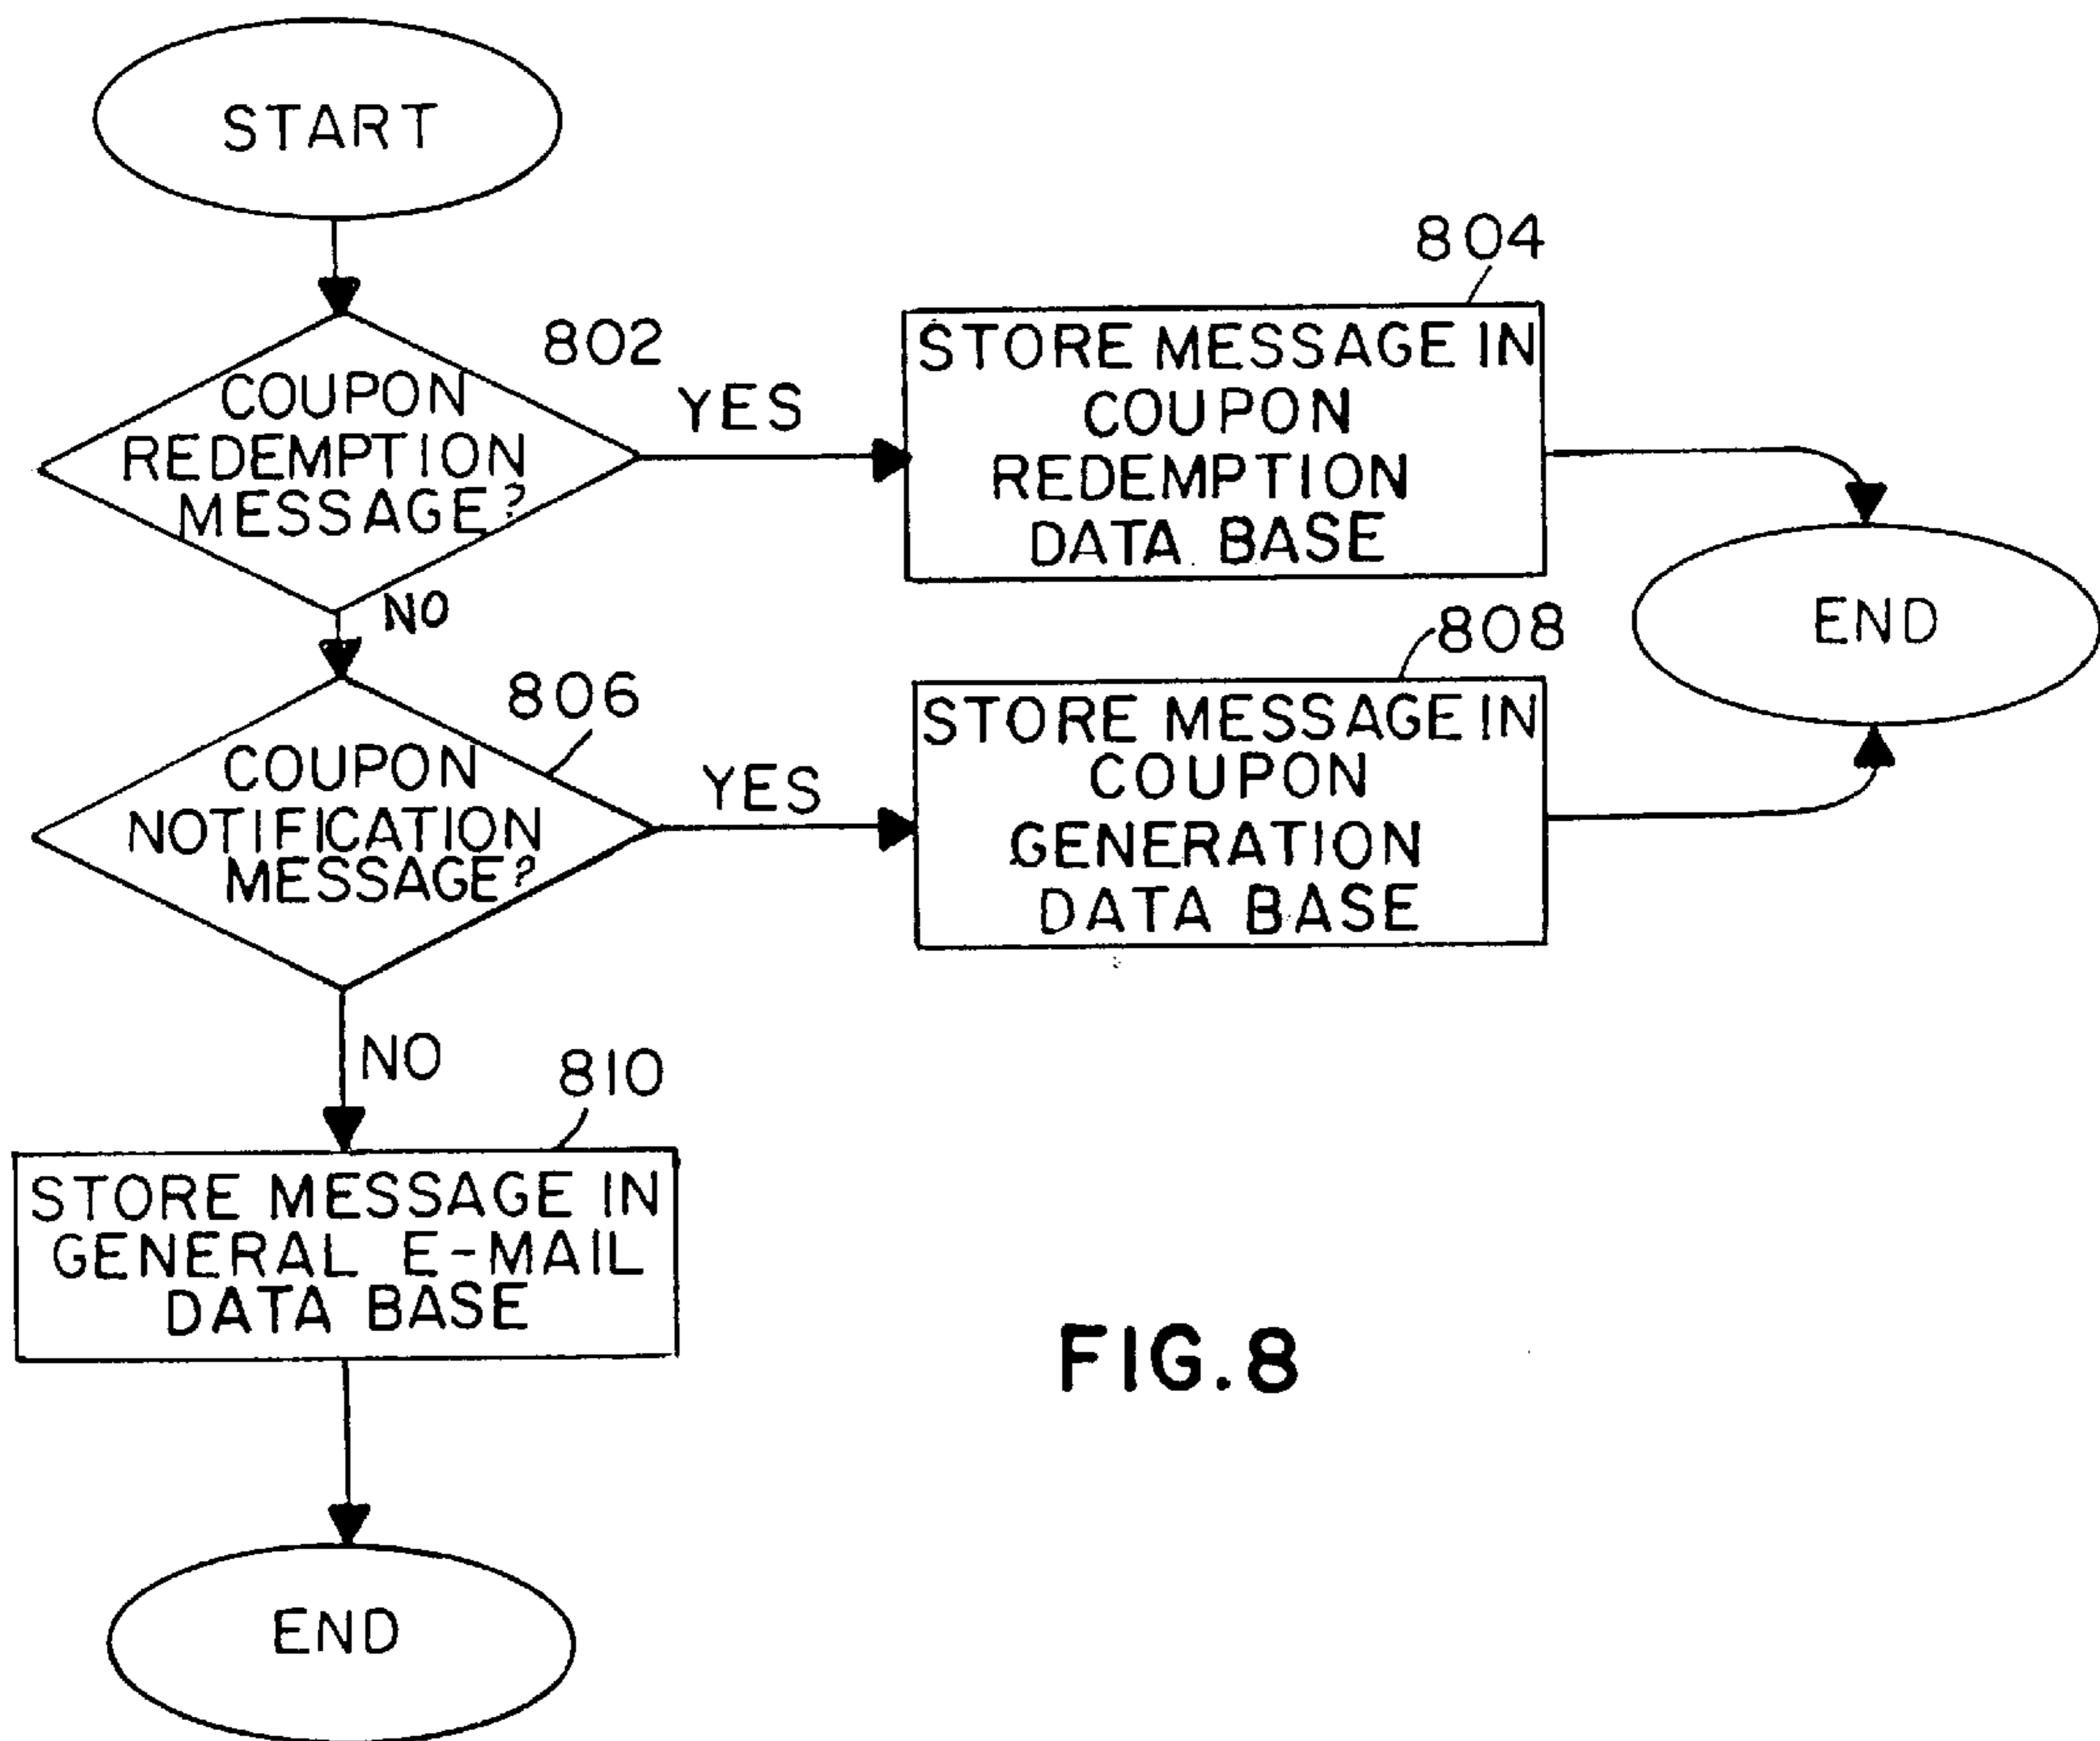 START
802
COUPON
REDEMPTION
MESSAGE?
YES
804
STORE MESSAGE IN
COUPON
REDEMPTION
DATA BASE
NO
END
806
COUPON
NOTIFICATION
MESSAGE?
YES
808
STORE MESSAGE IN
COUPON
GENERATION
DATA BASE
NO
810
STORE MESSAGE IN
GENERAL E-MAIL
DATA BASE
END
FIG.8